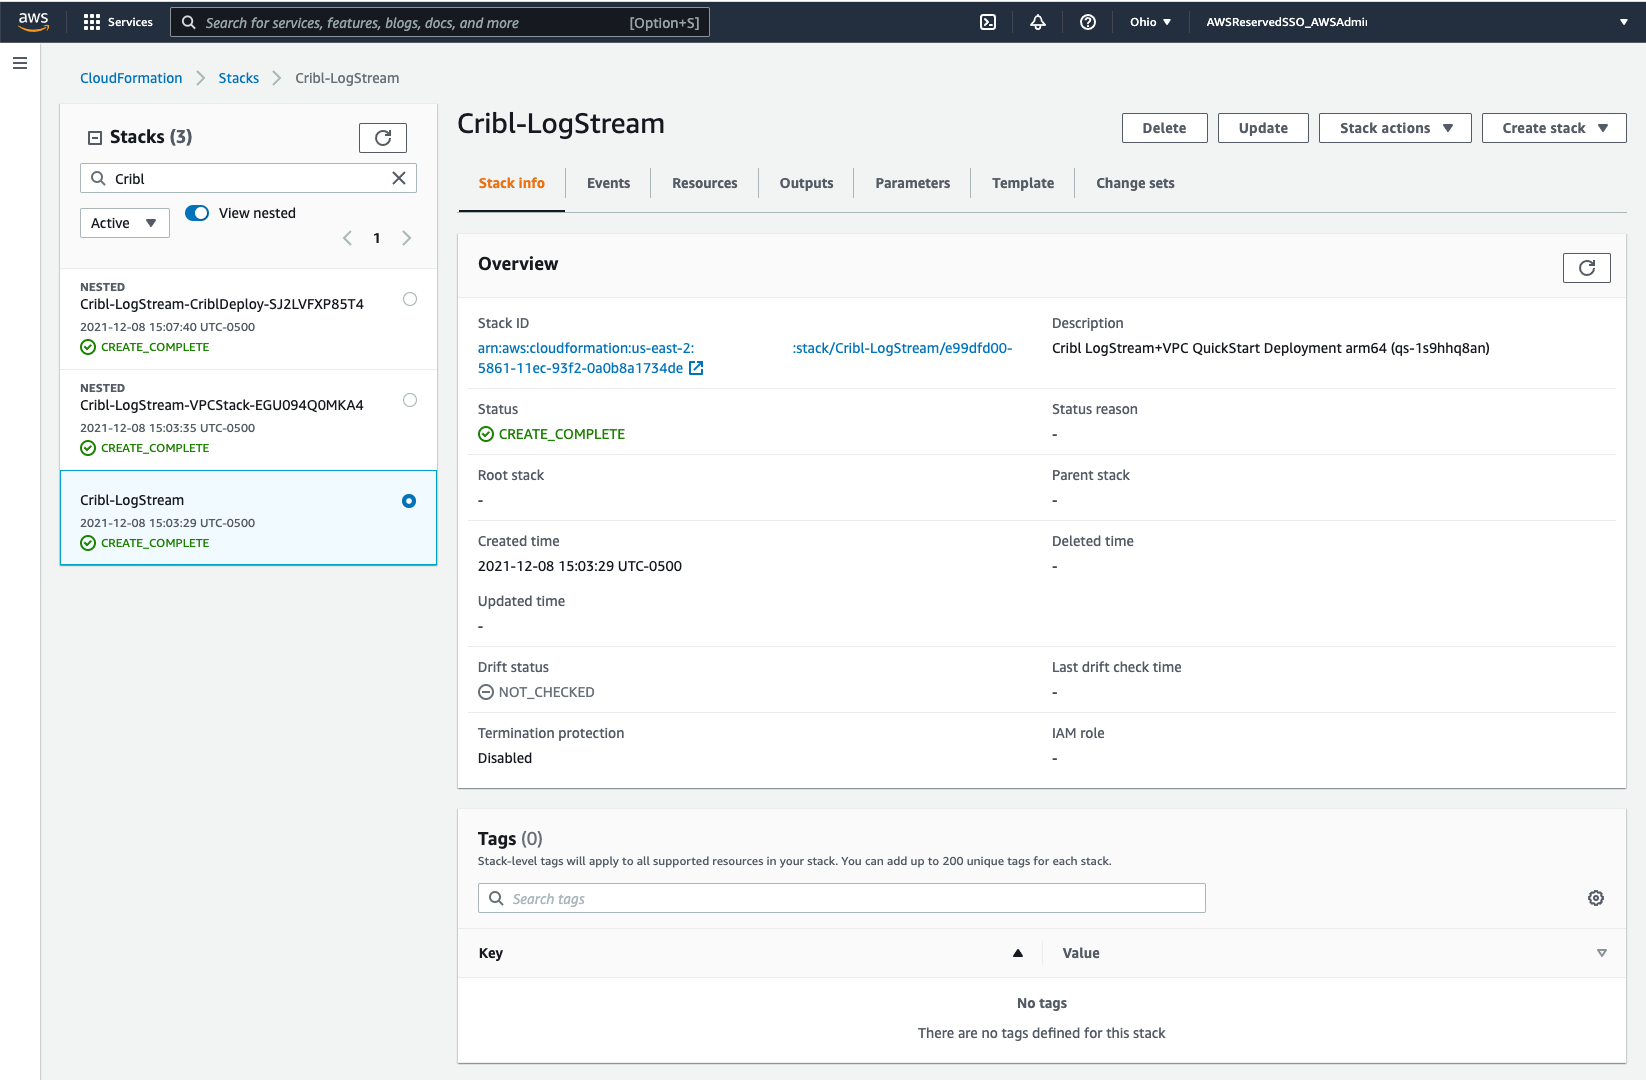 aws
Services
Search for services, features, blogs, docs, and more
[Option+S]
Ohio
AWSReservedSSO_AWSAdmi
CloudFormation
Stacks
Cribl-LogStream
Stacks (3)
Cribl
Active
View nested
1
NESTED
Cribl-LogStream-CriblDeploy-SJ2LVFXP85T4
2021-12-08 15:07:40 UTC-0500
CREATE_COMPLETE
NESTED
Cribl-LogStream-VPCStack-EGU094Q0MKA4
2021-12-08 15:03:35 UTC-0500
CREATE_COMPLETE
Cribl-LogStream
2021-12-08 15:03:29 UTC-0500
CREATE_COMPLETE
Cribl-LogStream
Delete
Update
Stack actions
Create stack
Stack info
Events
Resources
Outputs
Parameters
Template
Change sets
Overview
Stack ID
arn:aws:cloudformation:us-east-2: :stack/Cribl-LogStream/e99dfd00-
5861-11ec-93f2-0a0b8a1734de
Description
Cribl LogStream+VPC QuickStart Deployment arm64 (qs-1s9hhq8an)
Status
CREATE_COMPLETE
Status reason
-
Root stack
-
Parent stack
-
Created time
2021-12-08 15:03:29 UTC-0500
Deleted time
-
Updated time
-
Drift status
NOT_CHECKED
Last drift check time
-
Termination protection
Disabled
IAM role
-
Tags (0)
Stack-level tags will apply to all supported resources in your stack. You can add up to 200 unique tags for each stack.
Search tags
Key
Value
No tags
There are no tags defined for this stack